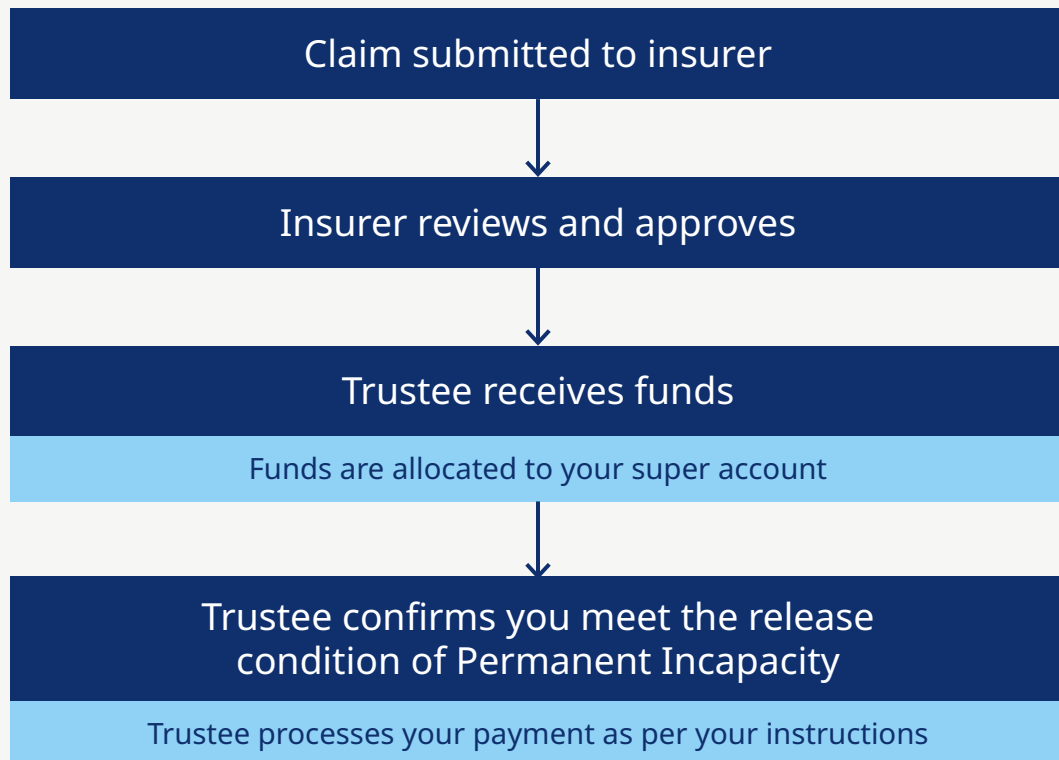 Claim submitted to insurer
Insurer reviews and approves
Trustee receives funds
Funds are allocated to your super account
Trustee confirms you meet the release
condition of Permanent Incapacity
Trustee processes your payment as per your instructions